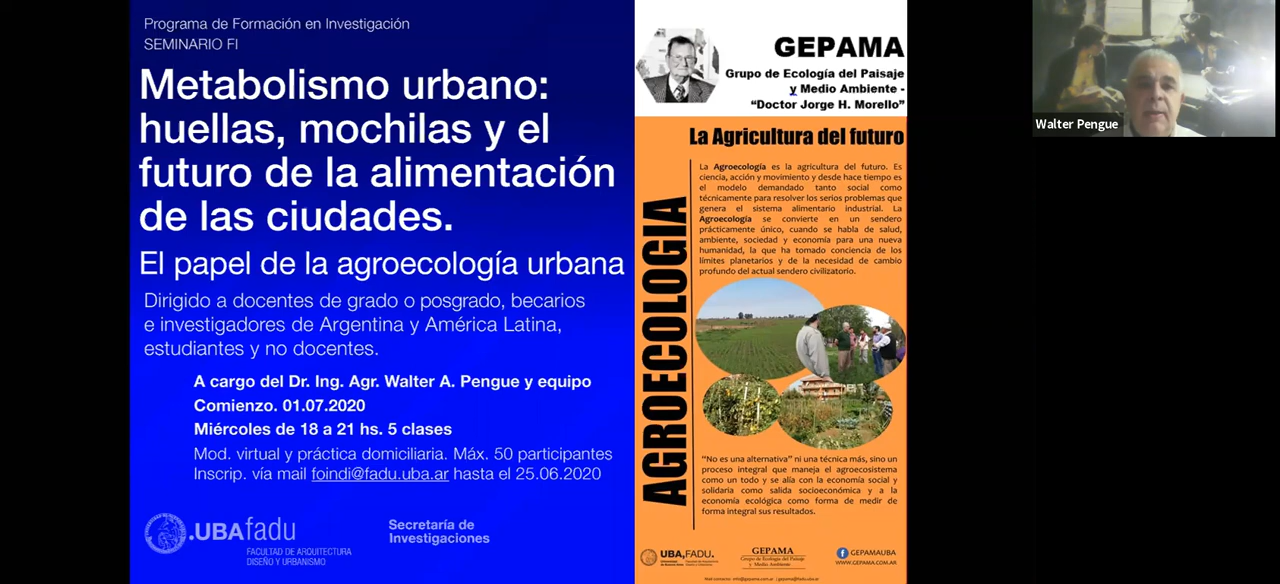 Programa de Formación en Investigación
SEMINARIO FI
Metabolismo urbano:
huellas, mochilas y el
futuro de la alimentación
de las ciudades.
El papel de la agroecología urbana
Dirigido a docentes de grado o posgrado, becarios
e investigadores de Argentina y América Latina,
estudiantes y no docentes.
A cargo del Dr. Ing. Agr. Walter A. Pengue y equipo
Comienzo. 01.07.2020
Miércoles de 18 a 21 hs. 5 clases
Mod. virtual y práctica domiciliaria. Máx. 50 participantes
Inscrip. vía mail foindi@fadu.uba.ar hasta el 25.06.2020
.UBAfadu
FACULTAD DE ARQUITECTURA
DISEÑO Y URBANISMO
Secretaría de
Investigaciones
GEPAMA
Grupo de Ecología del Paisaje
y Medio Ambiente -
“Doctor Jorge H. Morello”
La Agricultura del futuro
AGROECOLOGIA
La Agroecología es la agricultura del futuro. Es
ciencia, acción y movimiento y desde hace tiempo es
el modelo demandado tanto social como
técnicamente para resolver los serios problemas que
genera el sistema alimentario industrial. La
Agroecología se convierte en un sendero
prácticamente único, cuando se habla de salud,
ambiente, sociedad y economía para una nueva
humanidad, la que ha tomado conciencia de los
límites planetarios y de la necesidad de cambio
profundo del actual sendero civilizatorio.
“No es una alternativa” ni una técnica más, sino un
proceso integral que maneja el agroecosistema
como un todo y se alía con la economía social y
solidaria como salida socioeconómica y a la
economía ecológica como forma de medir de
forma integral sus resultados.
UBA,FADU.
GEPAMA
Grupo de Ecología del Paisaje
y Medio Ambiente
GEPAMAUBA
WWW.GEPAMA.COM.AR
Walter Pengue